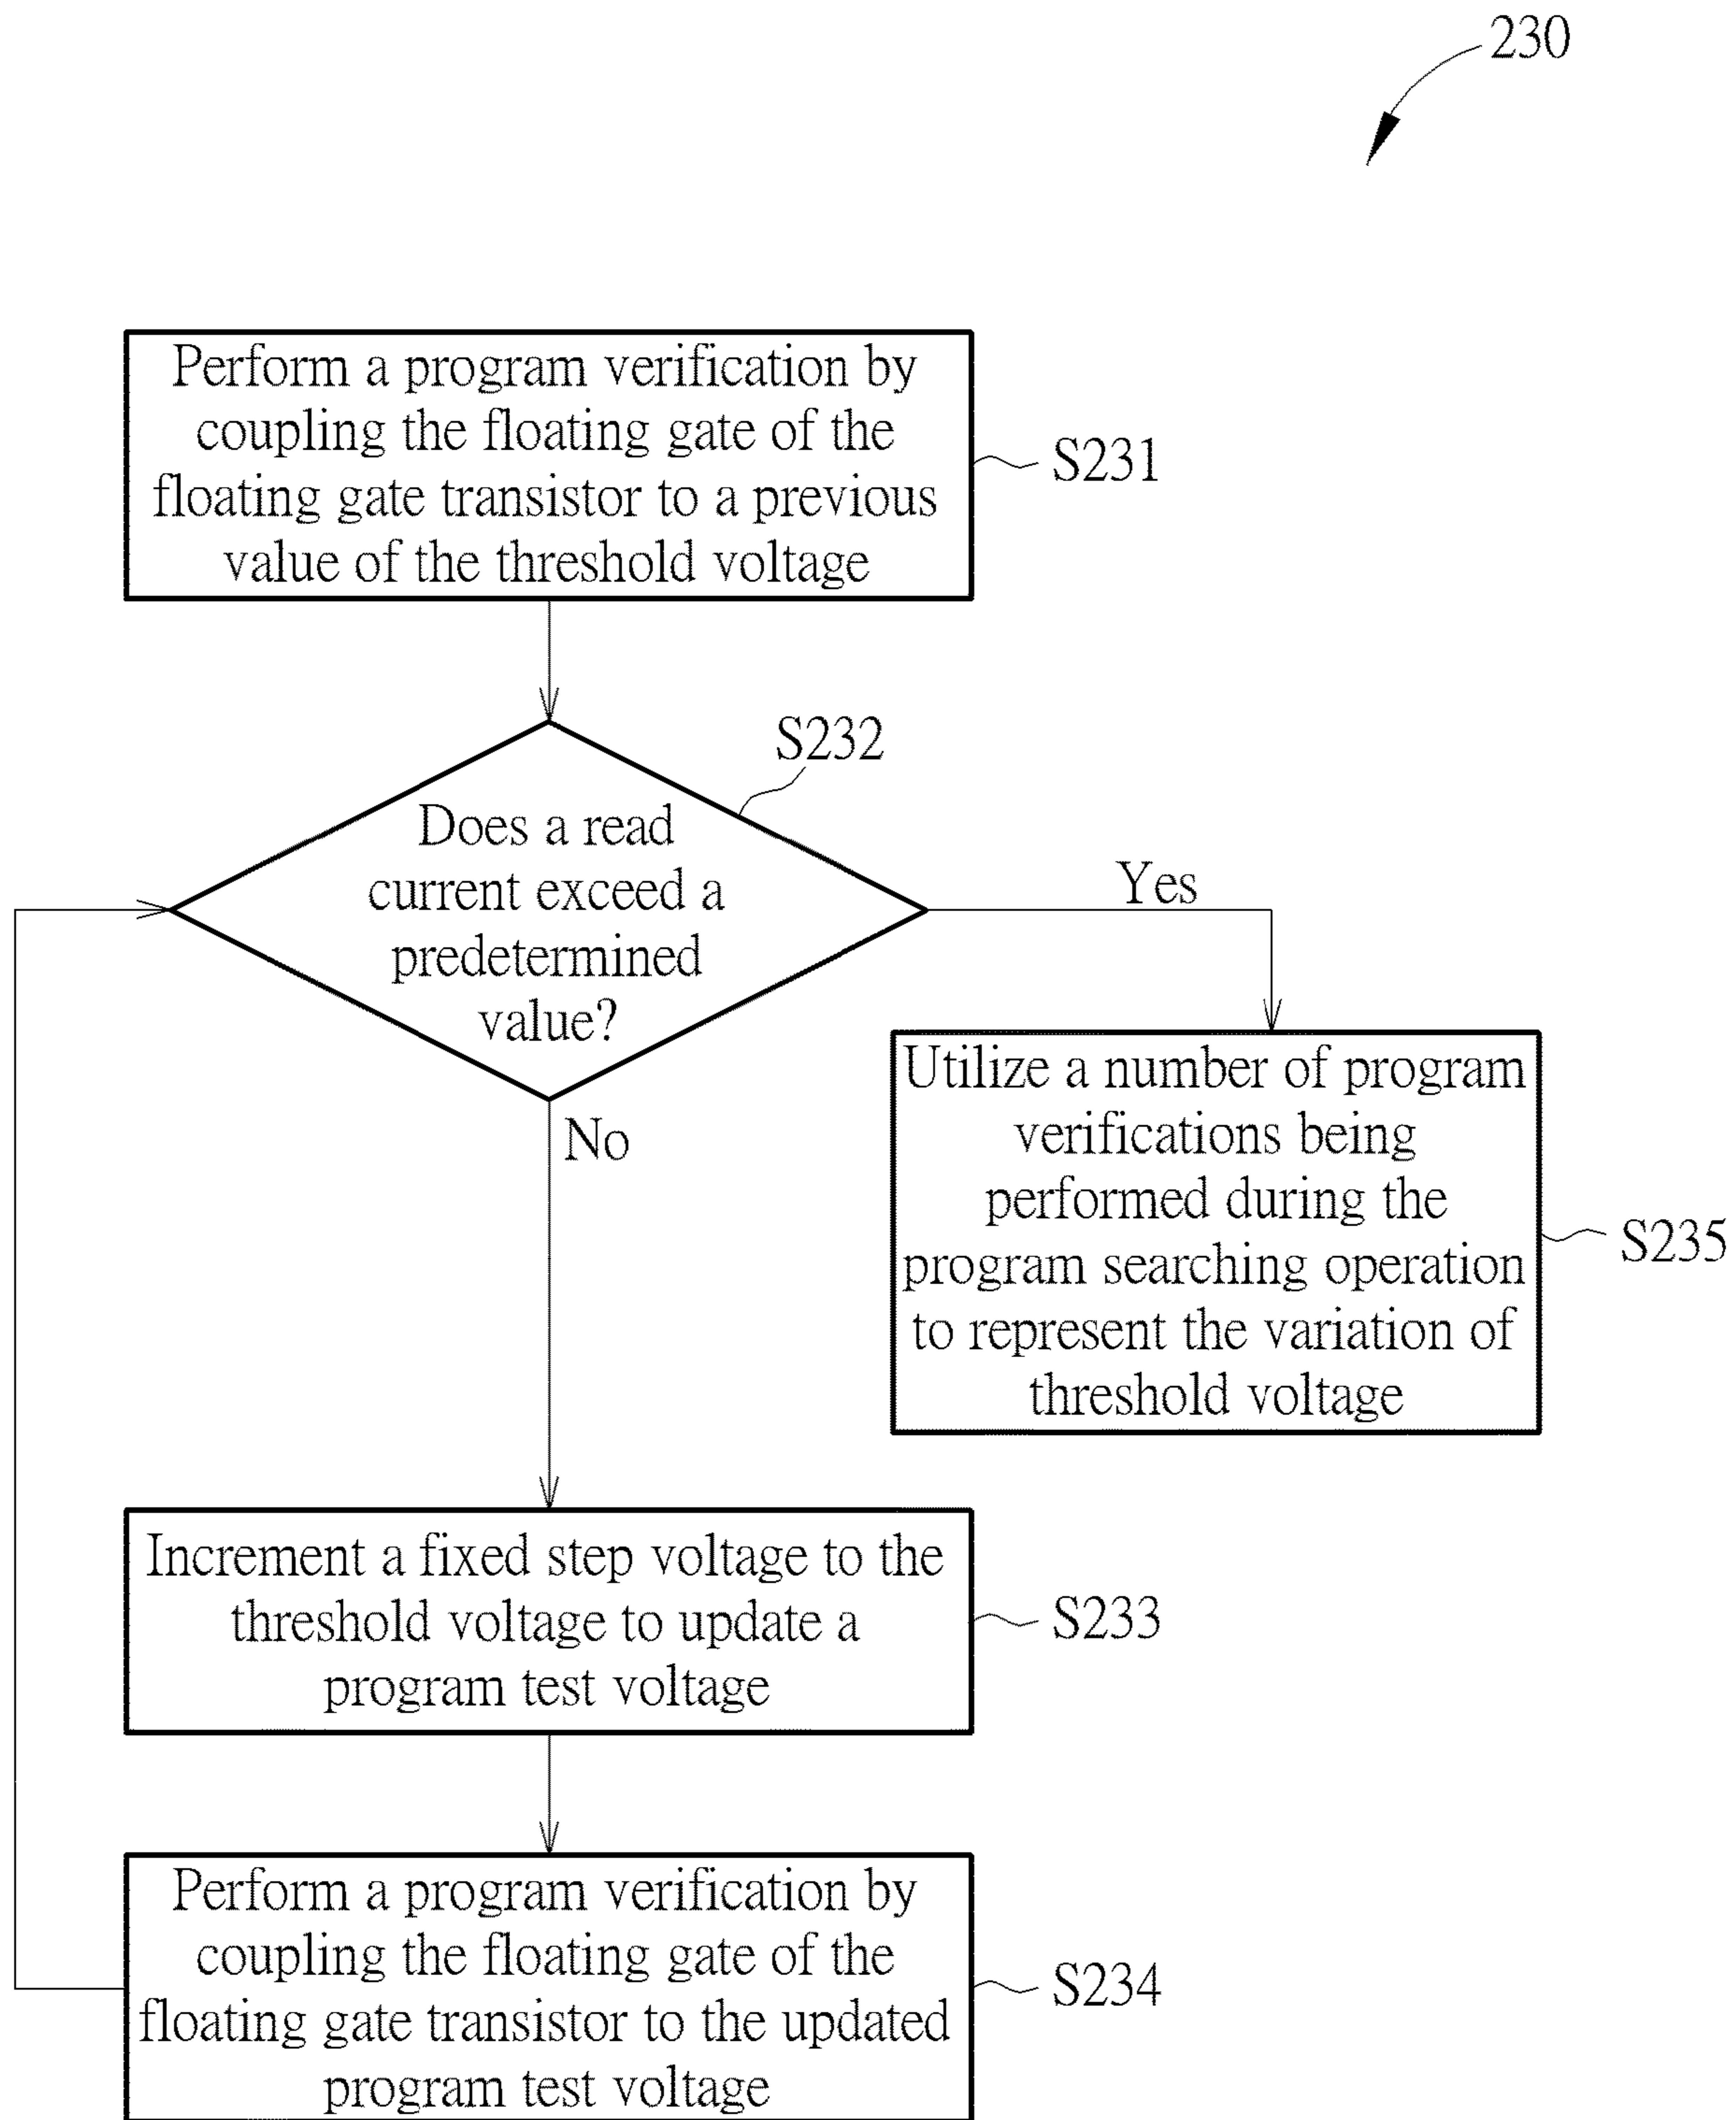 230
Perform a program verification by
coupling the floating gate of the
floating gate transistor to a previous
value of the threshold voltage
S231
S232
Does a read
current exceed a
predetermined
value?
Yes
No
Utilize a number of program
verifications being
performed during the
program searching operation
to represent the variation of
threshold voltage
S235
Increment a fixed step voltage to the
threshold voltage to update a
program test voltage
S233
Perform a program verification by
coupling the floating gate of the
floating gate transistor to the updated
program test voltage
S234